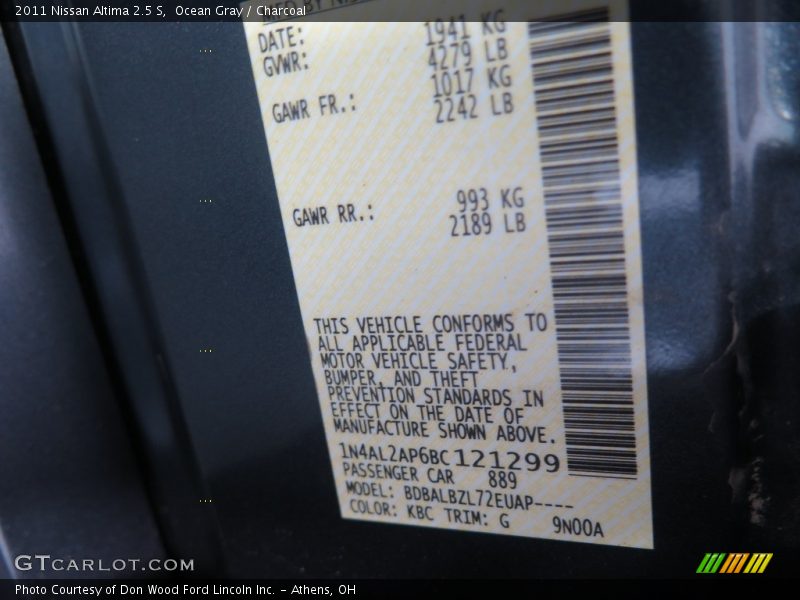 2011 Nissan Altima 2.5 S,  Ocean Gray / Charcoal
DATE: 1941 KG
GVWR: 4279 LB
1017 KG
GAWR FR.: 2242 LB
993 KG
GAWR RR.: 2189 LB
THIS VEHICLE CONFORMS TO
ALL APPLICABLE FEDERAL
MOTOR VEHICLE SAFETY,
BUMPER, AND THEFT
PREVENTION STANDARDS IN
EFFECT ON THE DATE OF
MANUFACTURE SHOWN ABOVE.
1N4AL2AP6BC121299
PASSENGER CAR 889
MODEL: BDBALBZL72EUAP----
COLOR: KBC TRIM: G 9N00A
GTCARLOT.COM
Photo Courtesy of Don Wood Ford Lincoln Inc. - Athens, OH